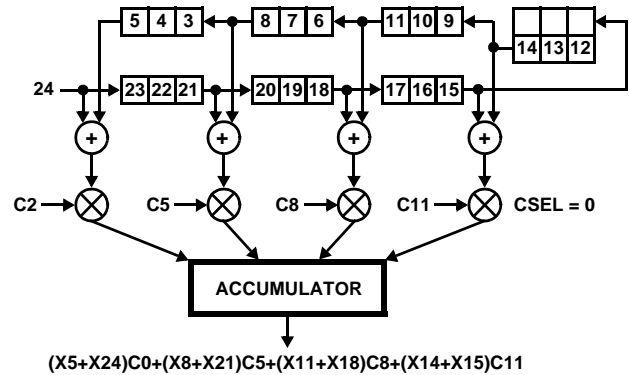 5 4 3 8 7 6 11 10 9
14 13 12
24 23 22 21 20 19 18 17 16 15
+ + + +
C2 C5 C8 C11 CSEL = 0
ACCUMULATOR
(X5+X24)C0+(X8+X21)C5+(X11+X18)C8+(X14+X15)C11